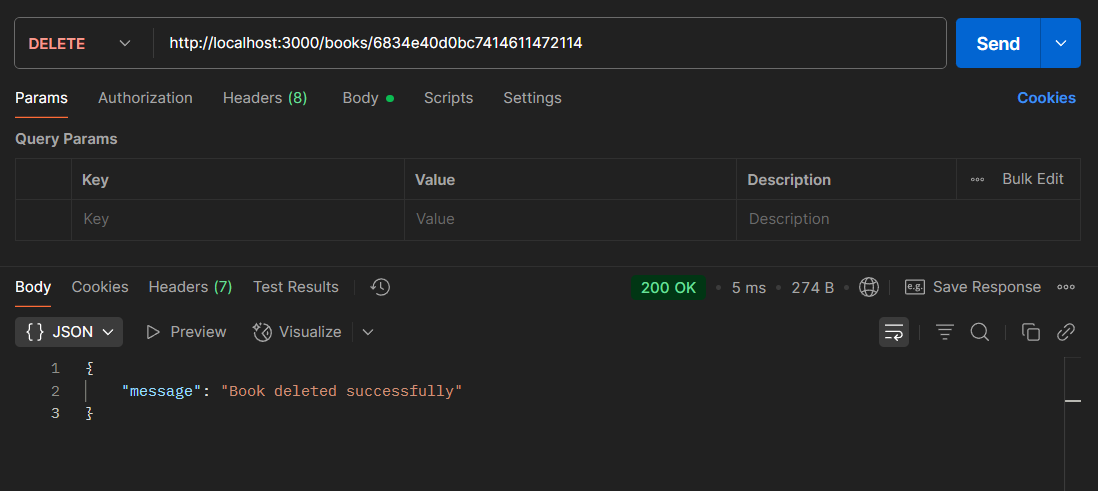 DELETE http://localhost:3000/books/6834e40d0bc7414611472114 Send
Params Authorization Headers (8) Body Scripts Settings Cookies
Query Params
Key Value Description Bulk Edit
Key Value Description
Body Cookies Headers (7) Test Results 200 OK 5 ms 274 B e.g. Save Response
{} JSON Preview Visualize
1 {
2 "message": "Book deleted successfully"
3 }